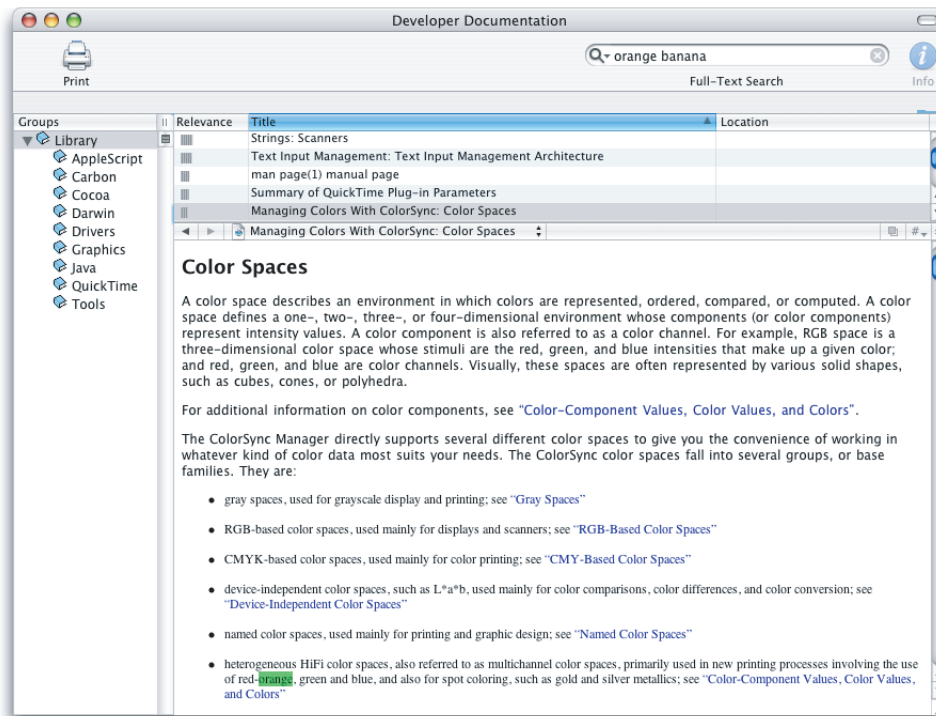 Developer Documentation
orange banana
Print
Full-Text Search
Info
Groups
Relevance
Title
Location
Library
AppleScript
Carbon
Cocoa
Darwin
Drivers
Graphics
Java
QuickTime
Tools
Strings: Scanners
Text Input Management: Text Input Management Architecture
man page(1) manual page
Summary of QuickTime Plug-in Parameters
Managing Colors With ColorSync: Color Spaces
Managing Colors With ColorSync: Color Spaces
#
Color Spaces
A color space describes an environment in which colors are represented, ordered, compared, or computed. A color
space defines a one-, two-, three-, or four-dimensional environment whose components (or color components)
represent intensity values. A color component is also referred to as a color channel. For example, RGB space is a
three-dimensional color space whose stimuli are the red, green, and blue intensities that make up a given color;
and red, green, and blue are color channels. Visually, these spaces are often represented by various solid shapes,
such as cubes, cones, or polyhedra.
For additional information on color components, see “Color-Component Values, Color Values, and Colors”.
The ColorSync Manager directly supports several different color spaces to give you the convenience of working in
whatever kind of color data most suits your needs. The ColorSync color spaces fall into several groups, or base
families. They are:
• gray spaces, used for grayscale display and printing; see “Gray Spaces”
• RGB-based color spaces, used mainly for displays and scanners; see “RGB-Based Color Spaces”
• CMYK-based color spaces, used mainly for color printing; see “CMY-Based Color Spaces”
• device-independent color spaces, such as L*a*b, used mainly for color comparisons, color differences, and color conversion; see
“Device-Independent Color Spaces”
• named color spaces, used mainly for printing and graphic design; see “Named Color Spaces”
• heterogeneous HiFi color spaces, also referred to as multichannel color spaces, primarily used in new printing processes involving the use
of red-orange, green and blue, and also for spot coloring, such as gold and silver metallics; see “Color-Component Values, Color Values,
and Colors”